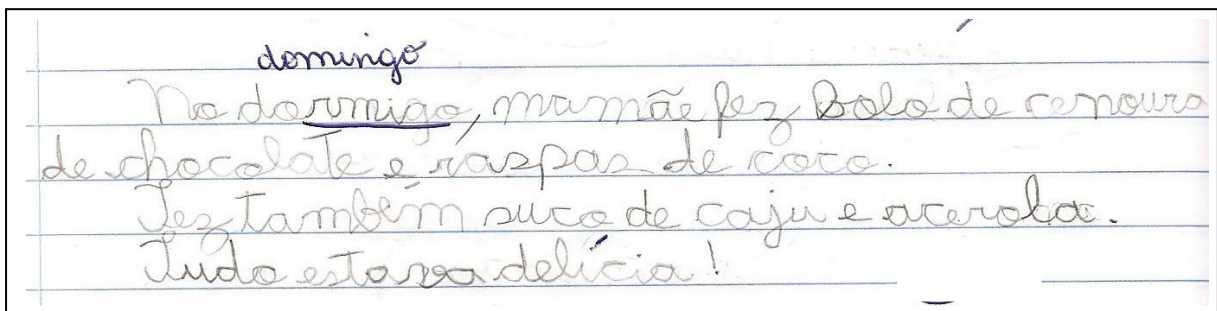 domingo
No dormigo, mamãe fez Bolo de cenoura
de chocolate e raspas de coco.
Fez também suco de caju e acerola.
Tudo estava delícia!